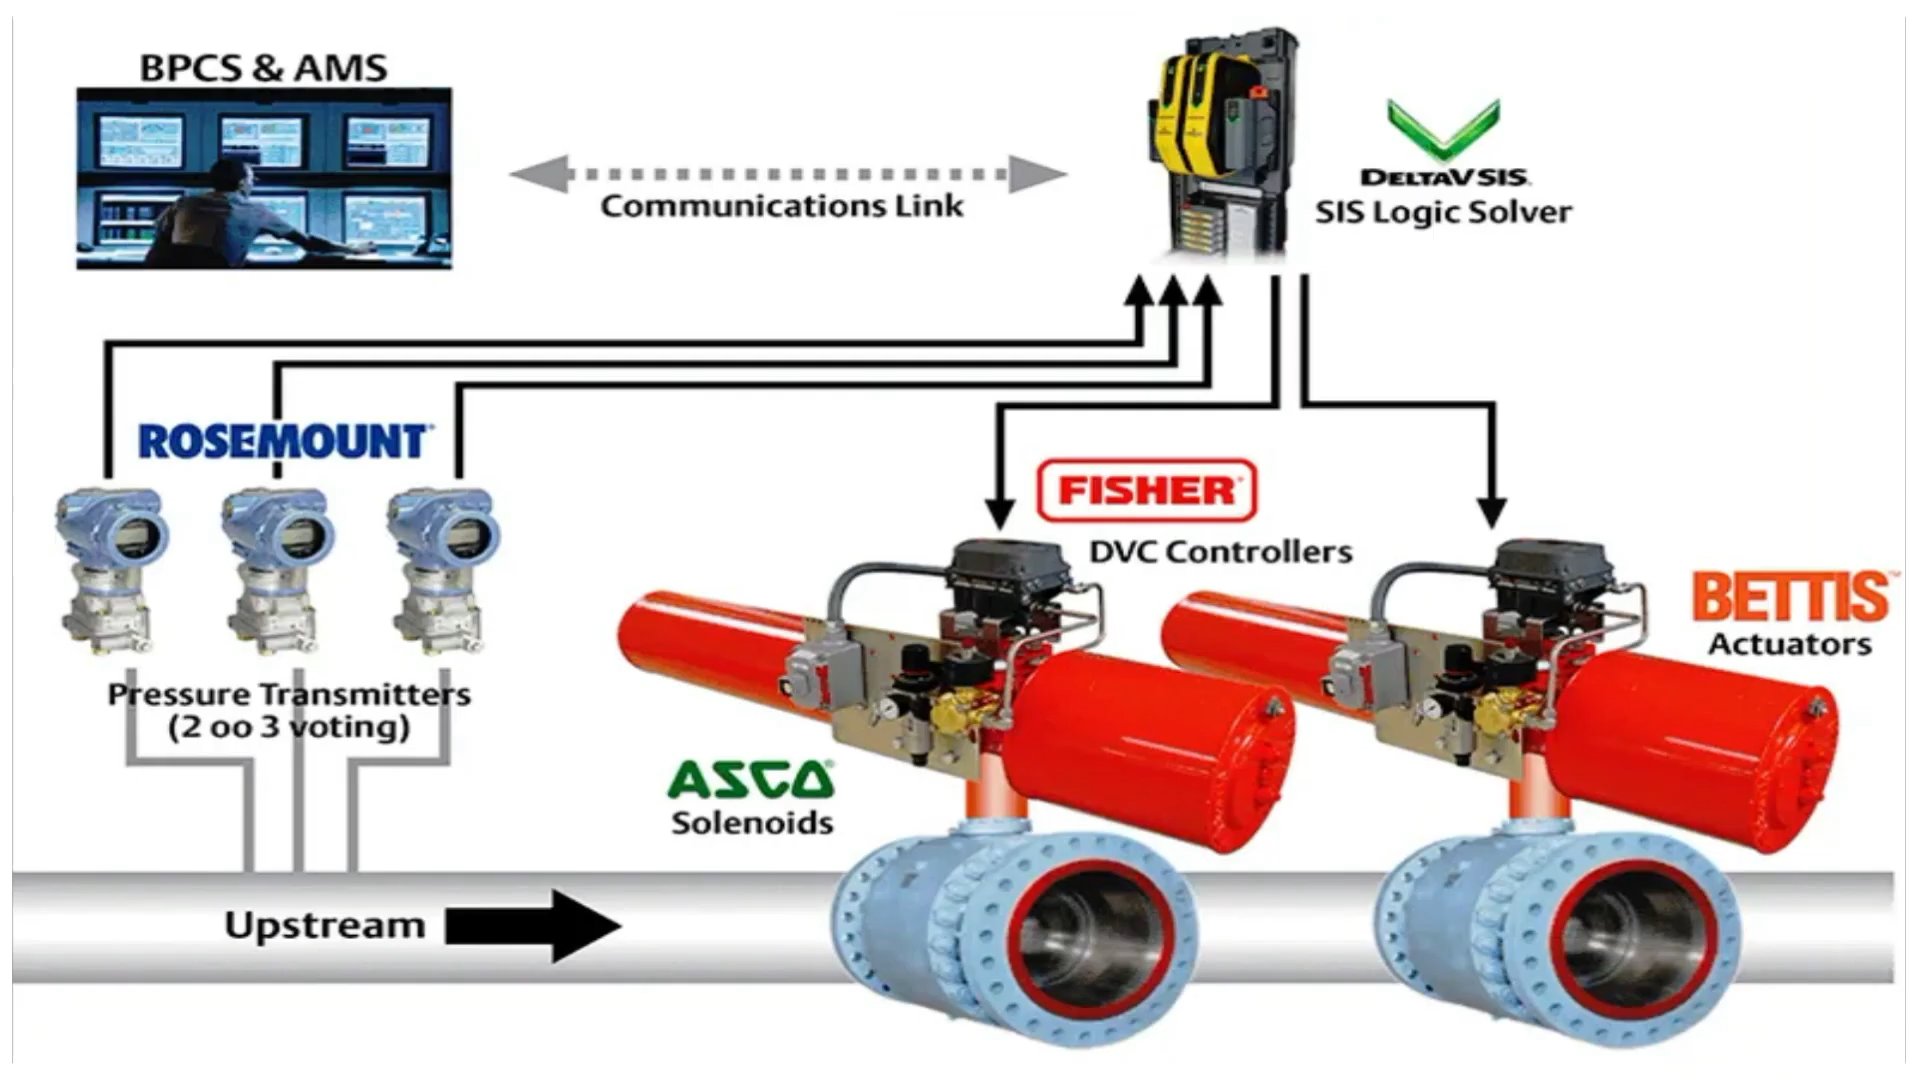 BPCS & AMS
Communications Link
DELTAV SIS
SIS Logic Solver
ROSEMOUNT
Pressure Transmitters
(2 oo 3 voting)
FISHER
DVC Controllers
BETTIS™
Actuators
ASCO
Solenoids
Upstream